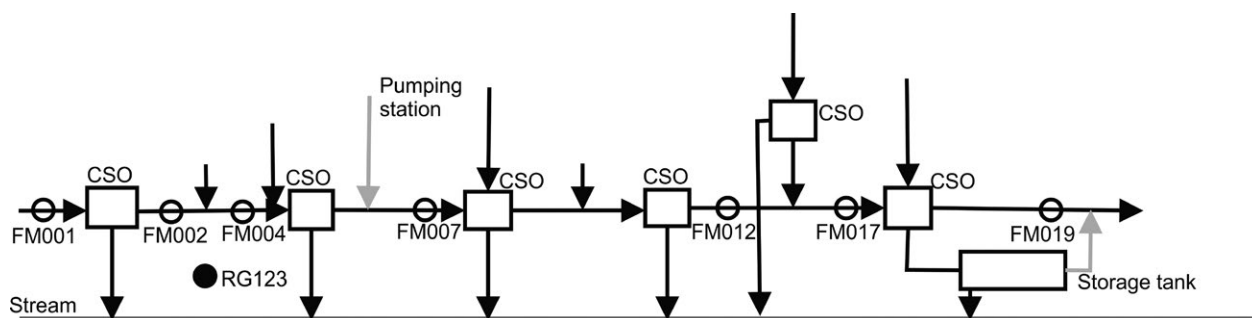 Pumping
station
CSO
CSO
CSO
CSO
CSO
CSO
FM001
FM002
FM004
FM007
FM012
FM017
FM019
RG123
Storage tank
Stream